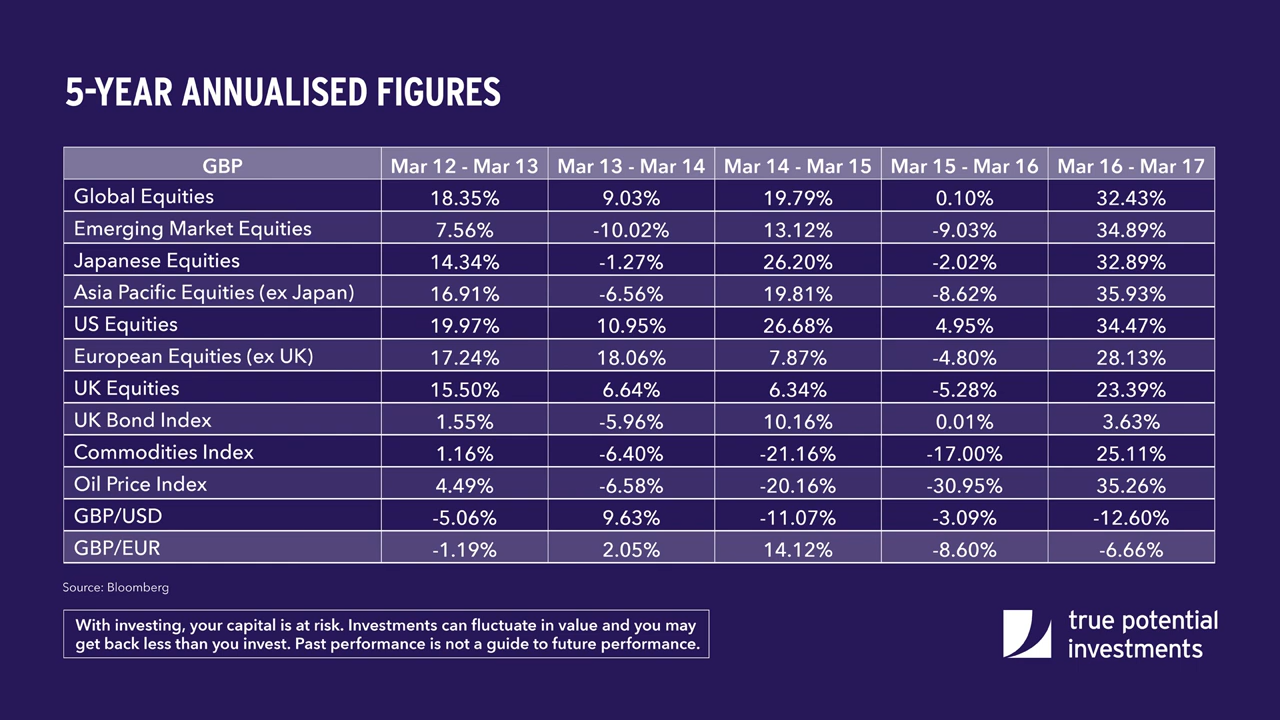 5-YEAR ANNUALISED FIGURES
GBP Mar 12 - Mar 13 Mar 13 - Mar 14 Mar 14 - Mar 15 Mar 15 - Mar 16 Mar 16 - Mar 17
Global Equities 18.35% 9.03% 19.79% 0.10% 32.43%
Emerging Market Equities 7.56% -10.02% 13.12% -9.03% 34.89%
Japanese Equities 14.34% -1.27% 26.20% -2.02% 32.89%
Asia Pacific Equities (ex Japan) 16.91% -6.56% 19.81% -8.62% 35.93%
US Equities 19.97% 10.95% 26.68% 4.95% 34.47%
European Equities (ex UK) 17.24% 18.06% 7.87% -4.80% 28.13%
UK Equities 15.50% 6.64% 6.34% -5.28% 23.39%
UK Bond Index 1.55% -5.96% 10.16% 0.01% 3.63%
Commodities Index 1.16% -6.40% -21.16% -17.00% 25.11%
Oil Price Index 4.49% -6.58% -20.16% -30.95% 35.26%
GBP/USD -5.06% 9.63% -11.07% -3.09% -12.60%
GBP/EUR -1.19% 2.05% 14.12% -8.60% -6.66%
Source: Bloomberg
With investing, your capital is at risk. Investments can fluctuate in value and you may
get back less than you invest. Past performance is not a guide to future performance.
true potential
investments